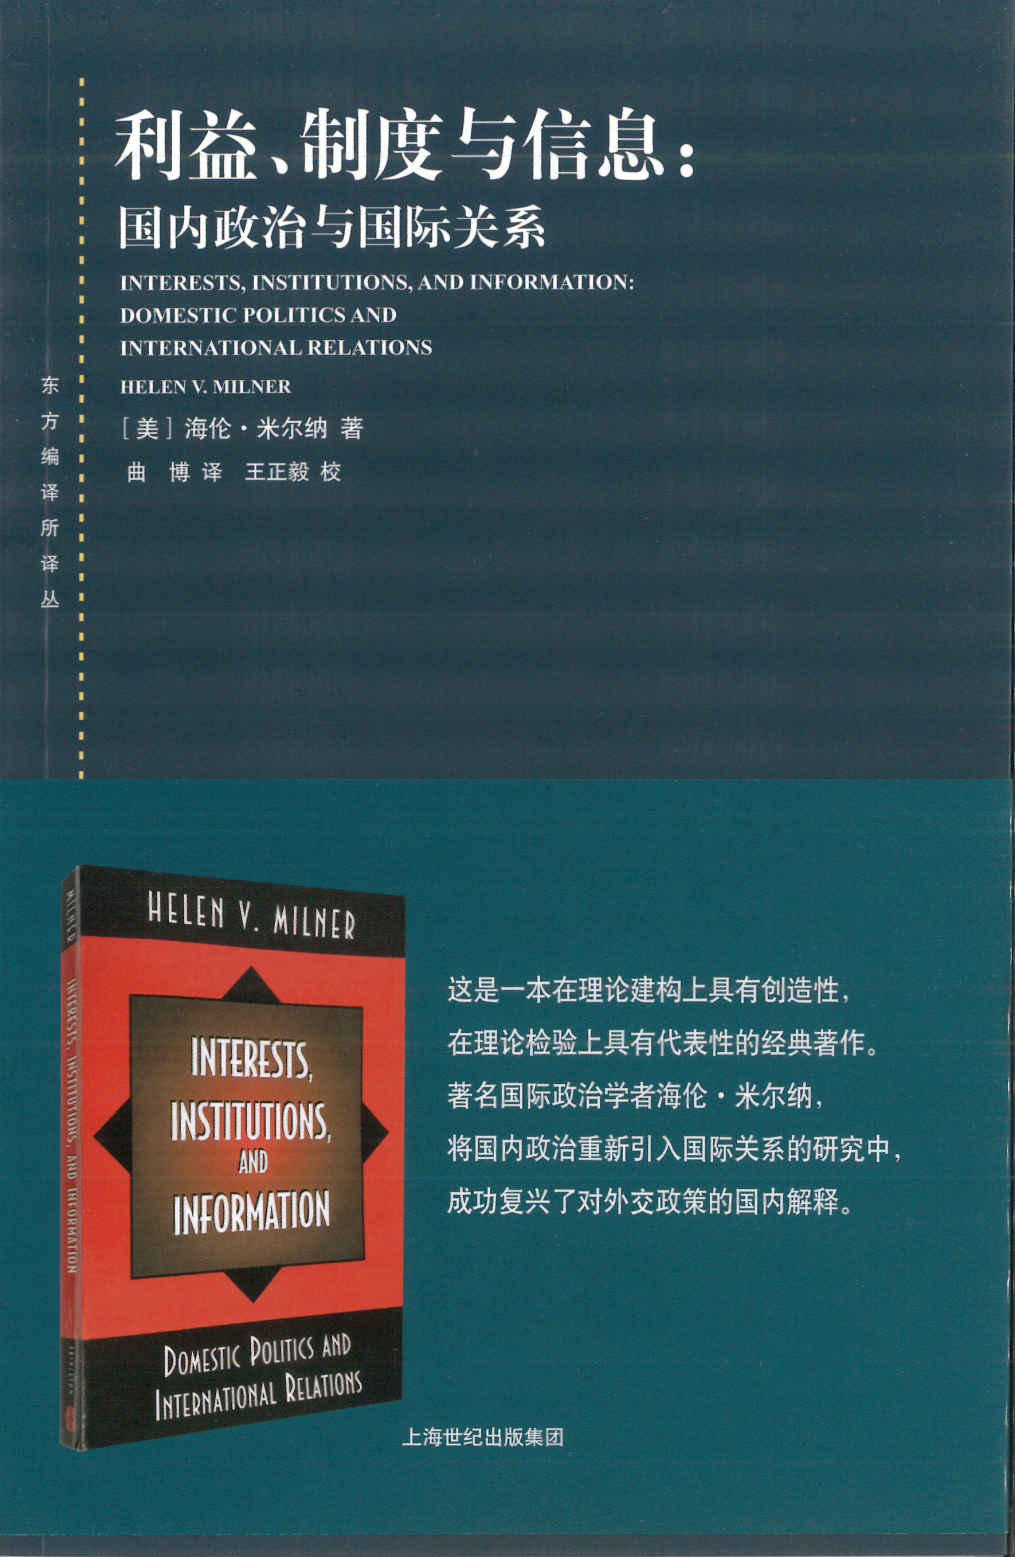 利益、制度与信息：
国内政治与国际关系
INTERESTS, INSTITUTIONS, AND INFORMATION:
DOMESTIC POLITICS AND
INTERNATIONAL RELATIONS
HELEN V. MILNER
[美] 海伦·米尔纳 著
曲 博 译 王正毅 校
东方编译所译丛
MILNER
INTERESTS, INSTITUTIONS, AND INFORMATION
HELEN V. MILNER
INTERESTS,
INSTITUTIONS,
AND
INFORMATION
DOMESTIC POLITICS AND
INTERNATIONAL RELATIONS
这是一本在理论建构上具有创造性，
在理论检验上具有代表性的经典著作。
著名国际政治学者海伦·米尔纳，
将国内政治重新引入国际关系的研究中，
成功复兴了对外交政策的国内解释。
上海世纪出版集团